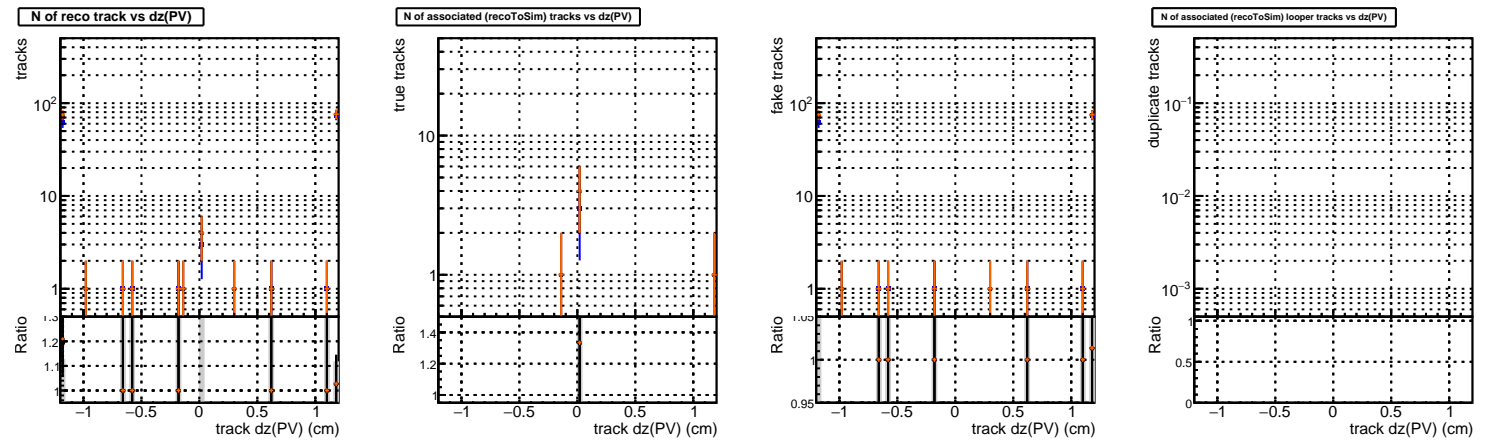 N of reco track vs dz(PV)
tracks
10²
10
1
Ratio
1.3
1.2
1.1
1
−1 −0.5 0 0.5 1
track dz(PV) (cm)
N of associated (recoToSim) tracks vs dz(PV)
true tracks
10
1
Ratio
1.4
1.2
1
−1 −0.5 0 0.5 1
track dz(PV) (cm)
fake tracks
10²
10
1
Ratio
1.05
1
0.95
−1 −0.5 0 0.5 1
track dz(PV) (cm)
N of associated (recoToSim) looper tracks vs dz(PV)
duplicate tracks
10⁻¹
10⁻²
10⁻³
Ratio
1
0.5
0
−1 −0.5 0 0.5 1
track dz(PV) (cm)